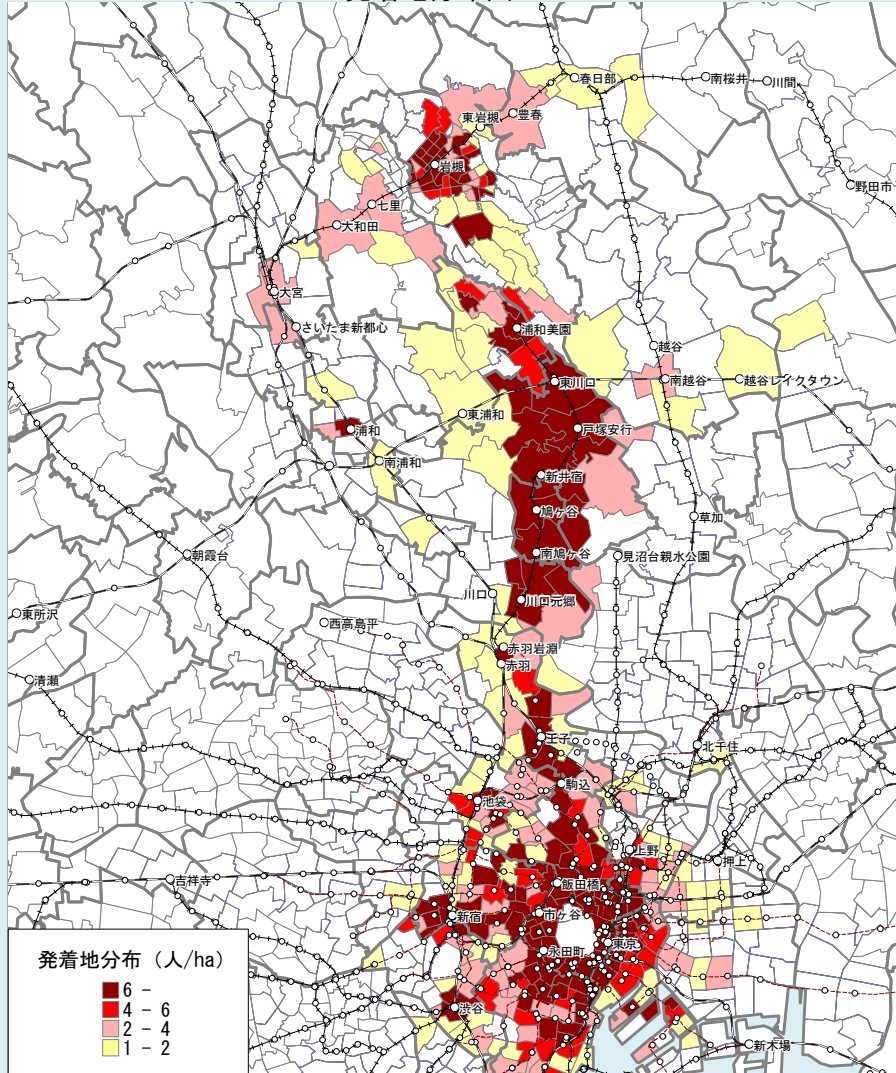 春日部
南桜井
川間
東岩槻
豊春
岩槻
野田市
七里
大和田
大宮
さいたま新都心
浦和美園
越谷
東川口
南越谷
越谷レイクタウン
東浦和
浦和
戸塚安行
南浦和
新井宿
鳩ヶ谷
草加
朝霞台
南鳩ヶ谷
見沼台親水公園
川口
川口元郷
東所沢
西高島平
赤羽岩淵
赤羽
清瀬
王子
北千住
駒込
池袋
上野
押上
吉祥寺
飯田橋
新宿
市ヶ谷
東京
永田町
渋谷
新木場
発着地分布（人/ha）
6 -
4 - 6
2 - 4
1 - 2